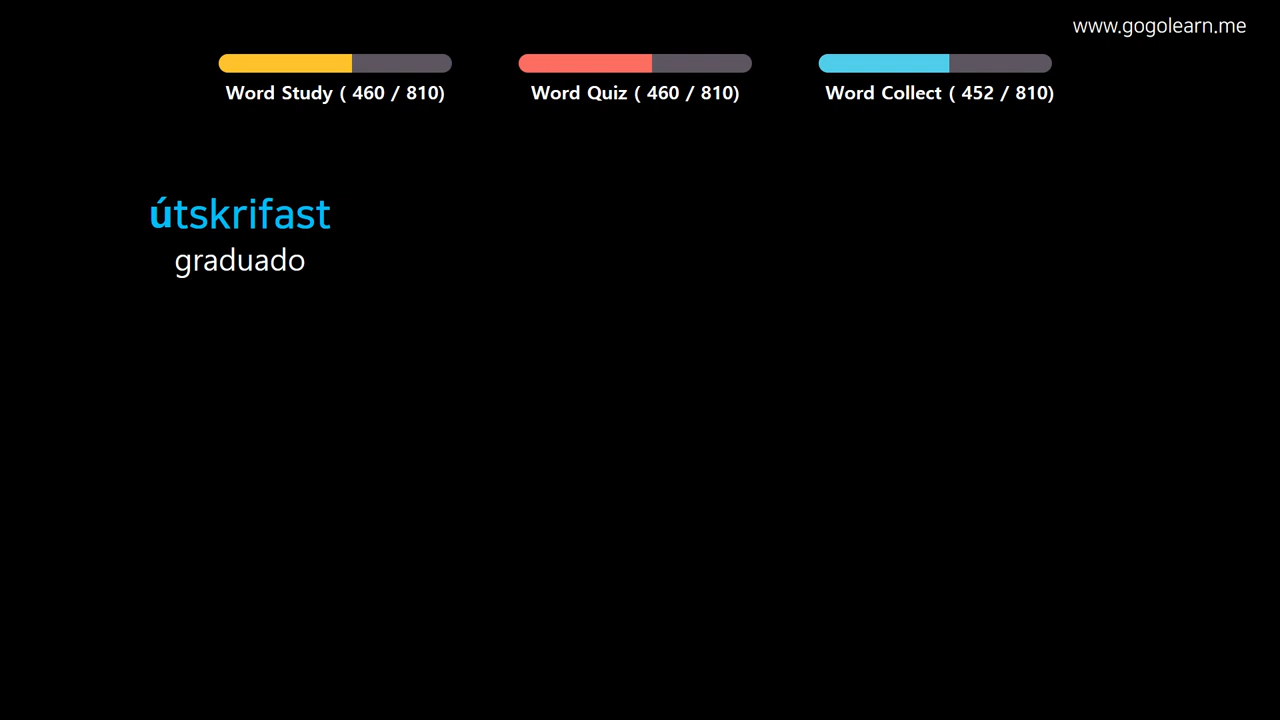 www.gogolearn.me
Word Study ( 460 / 810)
Word Quiz ( 460 / 810)
Word Collect ( 452 / 810)
útskrifast
graduado